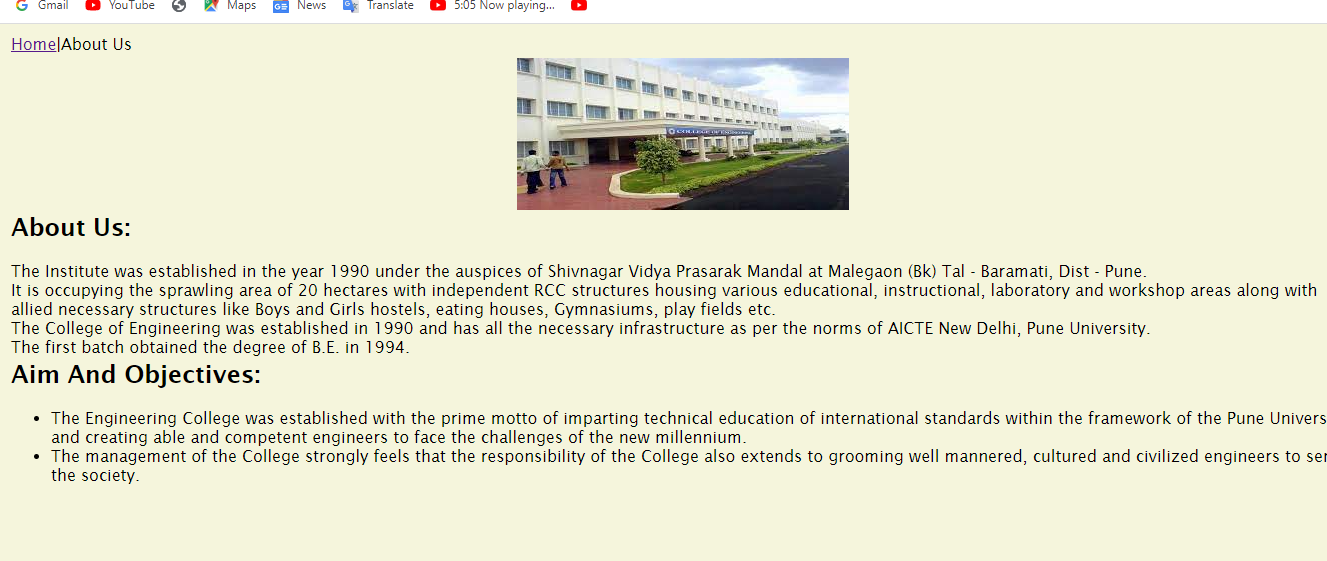 Gmail YouTube Maps News Translate 5:05 Now playing...
Home|About Us
COLLEGE OF ENGINEERING
About Us:
The Institute was established in the year 1990 under the auspices of Shivnagar Vidya Prasarak Mandal at Malegaon (Bk) Tal - Baramati, Dist - Pune.
It is occupying the sprawling area of 20 hectares with independent RCC structures housing various educational, instructional, laboratory and workshop areas along with
allied necessary structures like Boys and Girls hostels, eating houses, Gymnasiums, play fields etc.
The College of Engineering was established in 1990 and has all the necessary infrastructure as per the norms of AICTE New Delhi, Pune University.
The first batch obtained the degree of B.E. in 1994.
Aim And Objectives:
• The Engineering College was established with the prime motto of imparting technical education of international standards within the framework of the Pune Univers
and creating able and competent engineers to face the challenges of the new millennium.
• The management of the College strongly feels that the responsibility of the College also extends to grooming well mannered, cultured and civilized engineers to ser
the society.